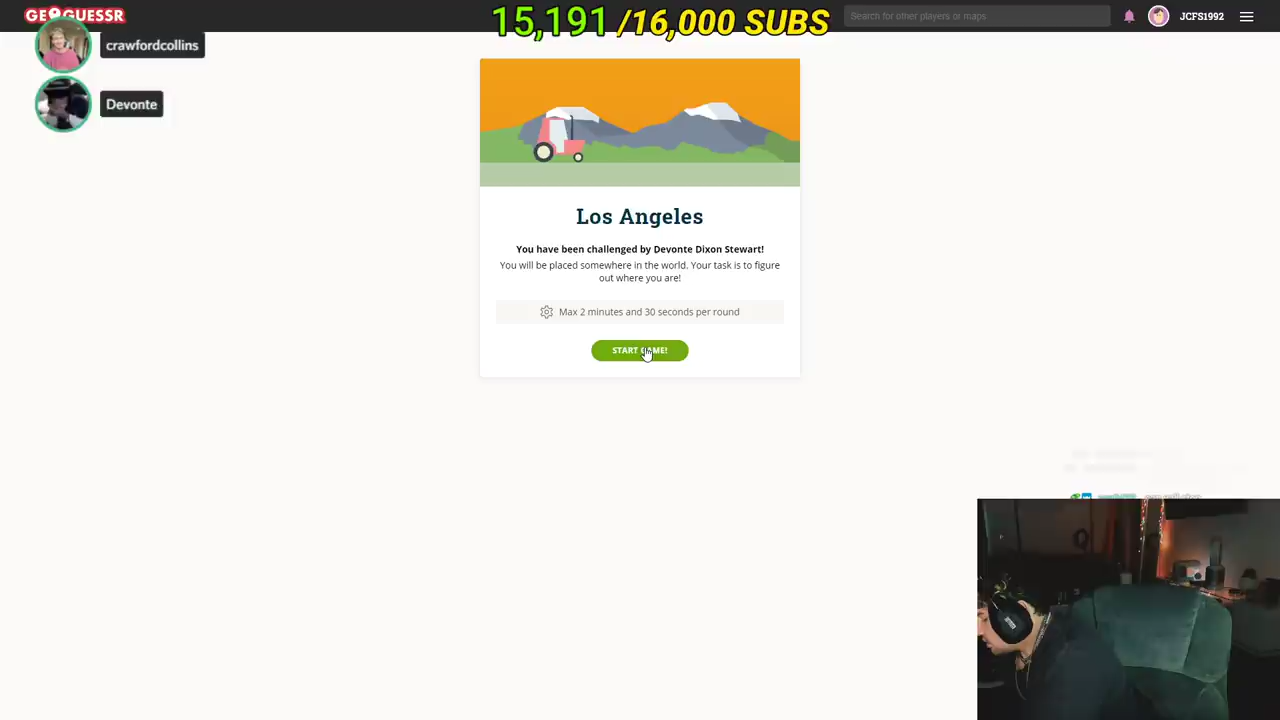 GEOGUESSR
15,191 /16,000 SUBS
Search for other players or maps
JCFS1992
crawfordcollins
Devonte
Los Angeles
You have been challenged by Devonte Dixon Stewart!
You will be placed somewhere in the world. Your task is to figure
out where you are!
Max 2 minutes and 30 seconds per round
START GAME!